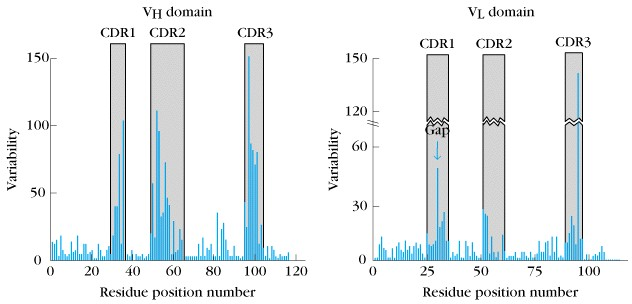 VH domain
CDR1 CDR2 CDR3
150
100
50
0
Variability
0 20 40 60 80 100 120
Residue position number
VL domain
CDR1 CDR2 CDR3
150
120
60
30
0
Variability
Gap
0 25 50 75 100
Residue position number